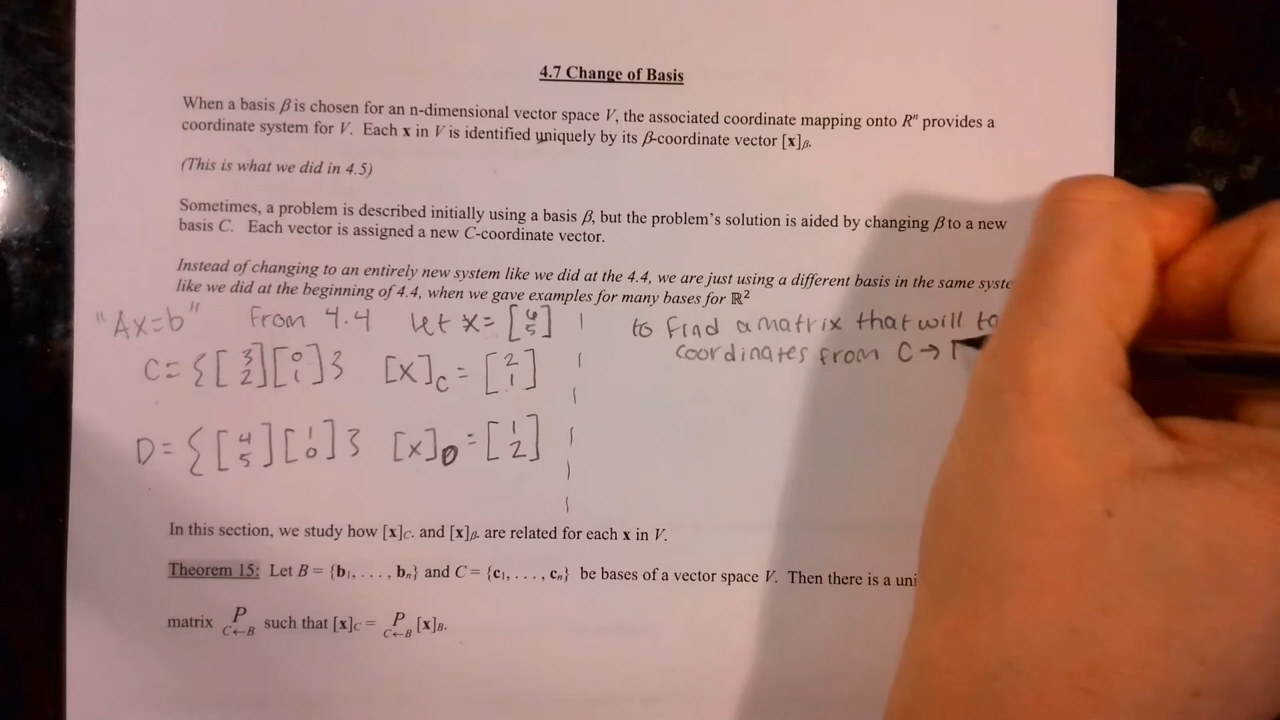 4.7 Change of Basis
When a basis β is chosen for an n-dimensional vector space V, the associated coordinate mapping onto Rⁿ provides a
coordinate system for V. Each x in V is identified uniquely by its β-coordinate vector [x]β.
(This is what we did in 4.5)
Sometimes, a problem is described initially using a basis β, but the problem's solution is aided by changing β to a new
basis C. Each vector is assigned a new C-coordinate vector.
Instead of changing to an entirely new system like we did at the 4.4, we are just using a different basis in the same syste
like we did at the beginning of 4.4, when we gave examples for many bases for ℝ²
"Ax=b" From 4.4 let x= [6 5] to find a matrix that will
coordinates from C →
C= {[3 2][0 1]} [x]C = [2 1]
D= {[4 5][1 0]} [x]D = [1 2]
In this section, we study how [x]C. and [x]β. are related for each x in V.
Theorem 15: Let B = {b₁, . . . , bₙ} and C = {c₁, . . . , cₙ} be bases of a vector space V. Then there is a uni
matrix P C←B such that [x]C = P C←B [x]B.